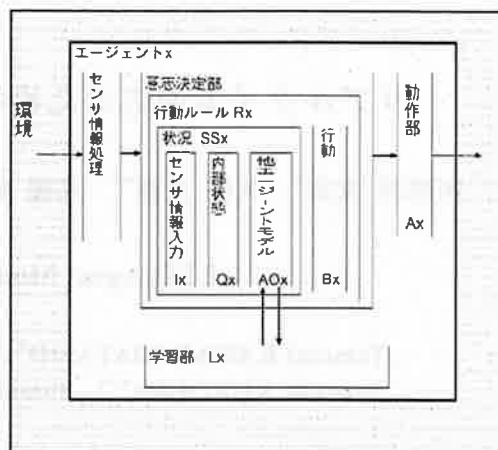 エージェントx
環境
センサ情報処理
意志決定部
行動ルール Rx
状況 SSx
センサ情報入力
Ix
内部状態
Qx
他エージェントモデル
AOx
行動
Bx
動作部
Ax
学習部 Lx